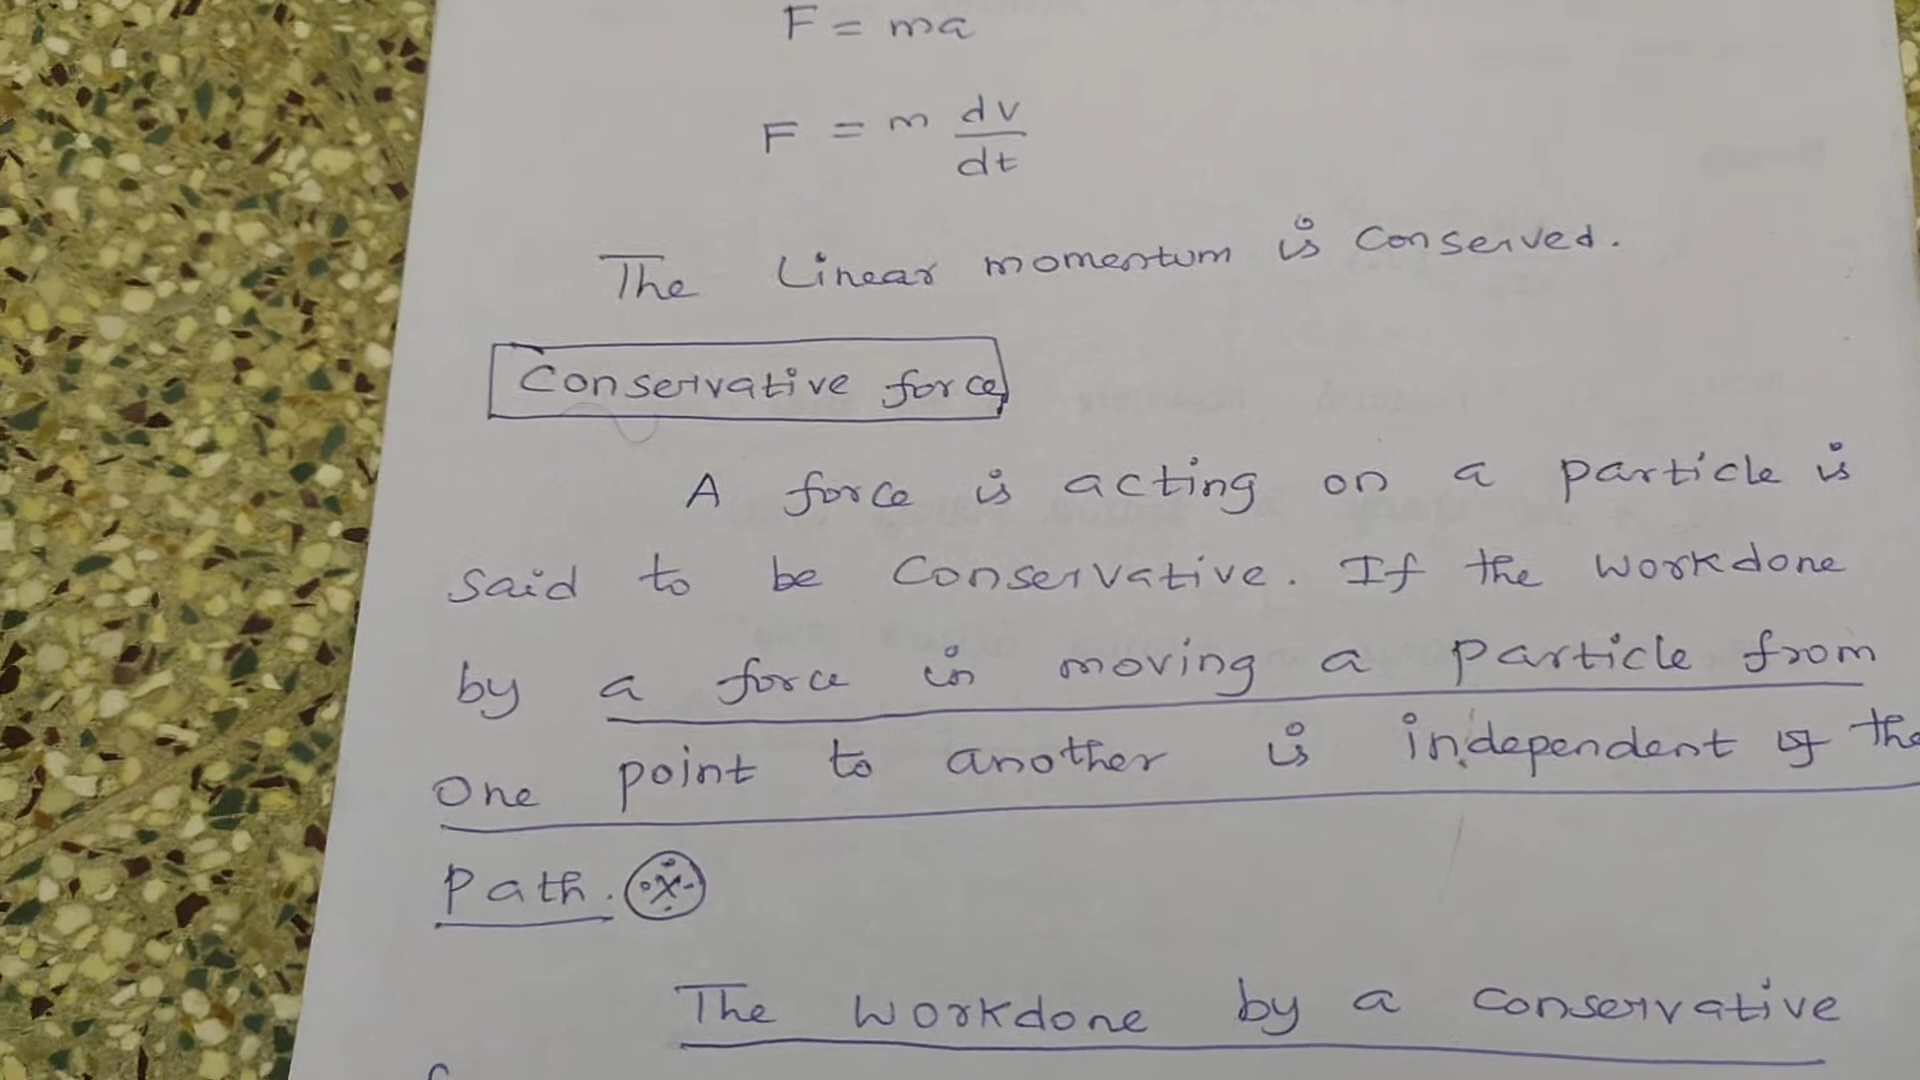 F = ma
F = m dv/dt
The Linear momentum is conserved.
Conservative force
A force is acting on a particle is
said to be conservative. If the workdone
by a force in moving a particle from
one point to another is independent of the
path.
The workdone by a conservative